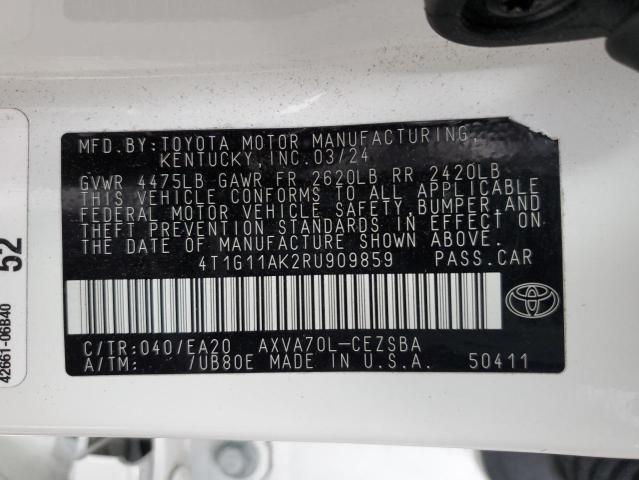 MFD.BY:TOYOTA MOTOR MANUFACTURING,
KENTUCKY,INC.03/24
GVWR 4475LB GAWR FR 2620LB RR 2420LB
THIS VEHICLE CONFORMS TO ALL APPLICABLE
FEDERAL MOTOR VEHICLE SAFETY,BUMPER,AND
THEFT PREVENTION STANDARDS IN EFFECT ON
THE DATE OF MANUFACTURE SHOWN ABOVE.
4T1G11AK2RU909859 PASS.CAR
C/TR:040/EA20 AXVA70L-CEZSBA
A/TM: /UB80E MADE IN U.S.A. 50411
52
42661-06B40